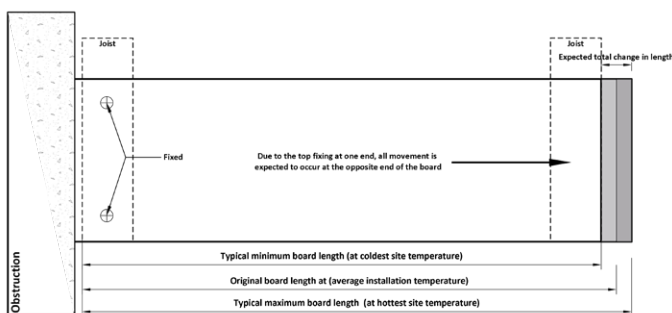 Joist
Joist
Expected total change in length
Fixed
Due to the top fixing at one end, all movement is
expected to occur at the opposite end of the board
Typical minimum board length (at coldest site temperature)
Original board length at (average installation temperature)
Typical maximum board length (at hottest site temperature)
Obstruction